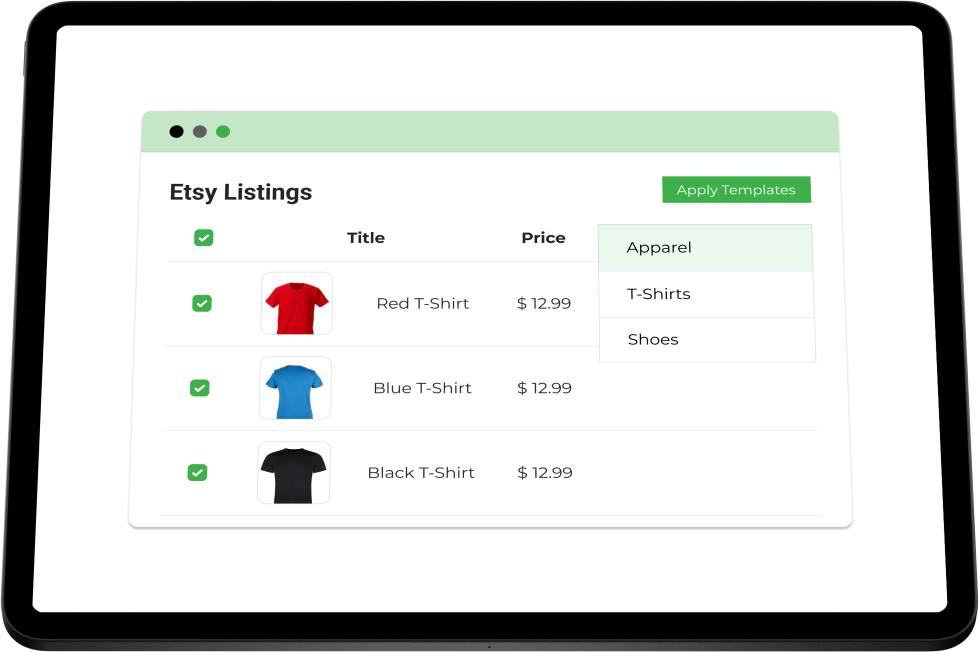 Etsy Listings
Apply Templates
Title Price
Apparel
Red T-Shirt $ 12.99
T-Shirts
Shoes
Blue T-Shirt $ 12.99
Black T-Shirt $ 12.99